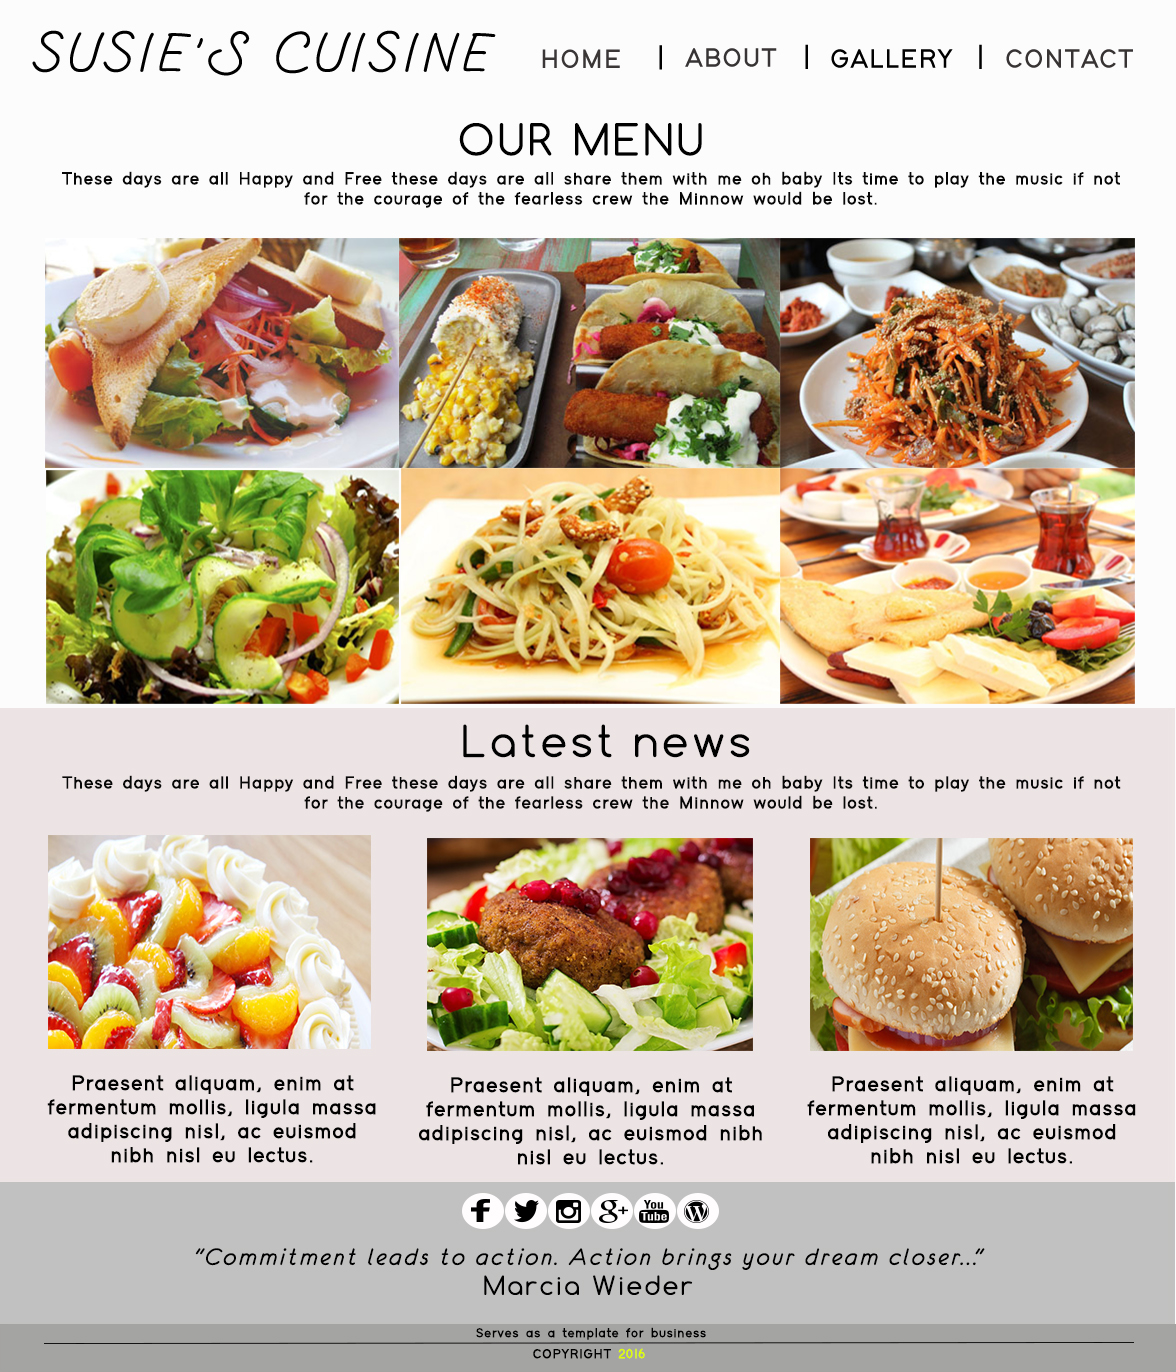 SUSIE'S CUISINE HOME | ABOUT | GALLERY | CONTACT
OUR MENU
These days are all Happy and Free these days are all share them with me oh baby Its time to play the music if not
for the courage of the fearless crew the Minnow would be lost.
Latest news
These days are all Happy and Free these days are all share them with me oh baby Its time to play the music if not
for the courage of the fearless crew the Minnow would be lost.
Praesent aliquam, enim at
fermentum mollis, ligula massa
adipiscing nisl, ac euismod
nibh nisl eu lectus.
Praesent aliquam, enim at
fermentum mollis, ligula massa
adipiscing nisl, ac euismod nibh
nisl eu lectus.
Praesent aliquam, enim at
fermentum mollis, ligula massa
adipiscing nisl, ac euismod
nibh nisl eu lectus.
f g+ You Tube W
"Commitment leads to action. Action brings your dream closer..."
Marcia Wieder
Serves as a template for business
COPYRIGHT 2016